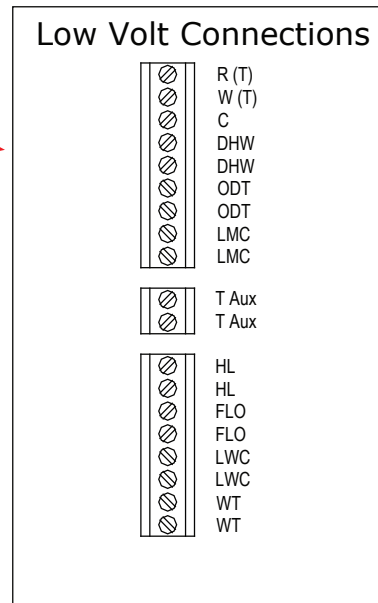 Low Volt Connections
R (T)
W (T)
C
DHW
DHW
ODT
ODT
LMC
LMC
T Aux
T Aux
HL
HL
FLO
FLO
LWC
LWC
WT
WT